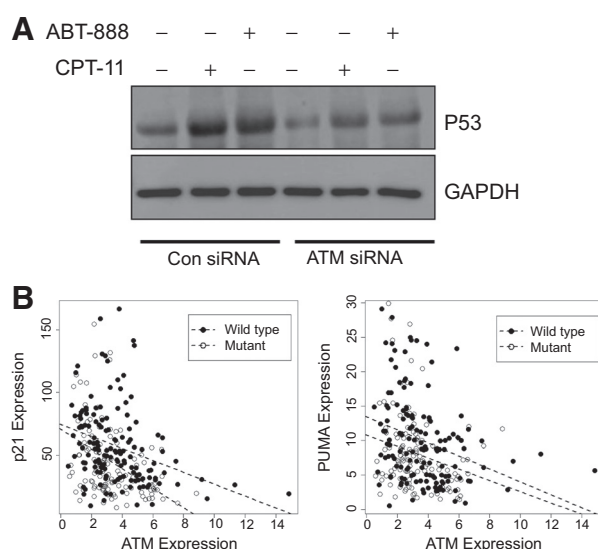 A
ABT-888 – – + – – +
CPT-11 – + – – + –
P53
GAPDH
Con siRNA ATM siRNA
B
p21 Expression
150
100
50
0 2 4 6 8 10 12 14
ATM Expression
Wild type
Mutant
PUMA Expression
30
25
20
15
10
5
0
0 2 4 6 8 10 12 14
ATM Expression
Wild type
Mutant